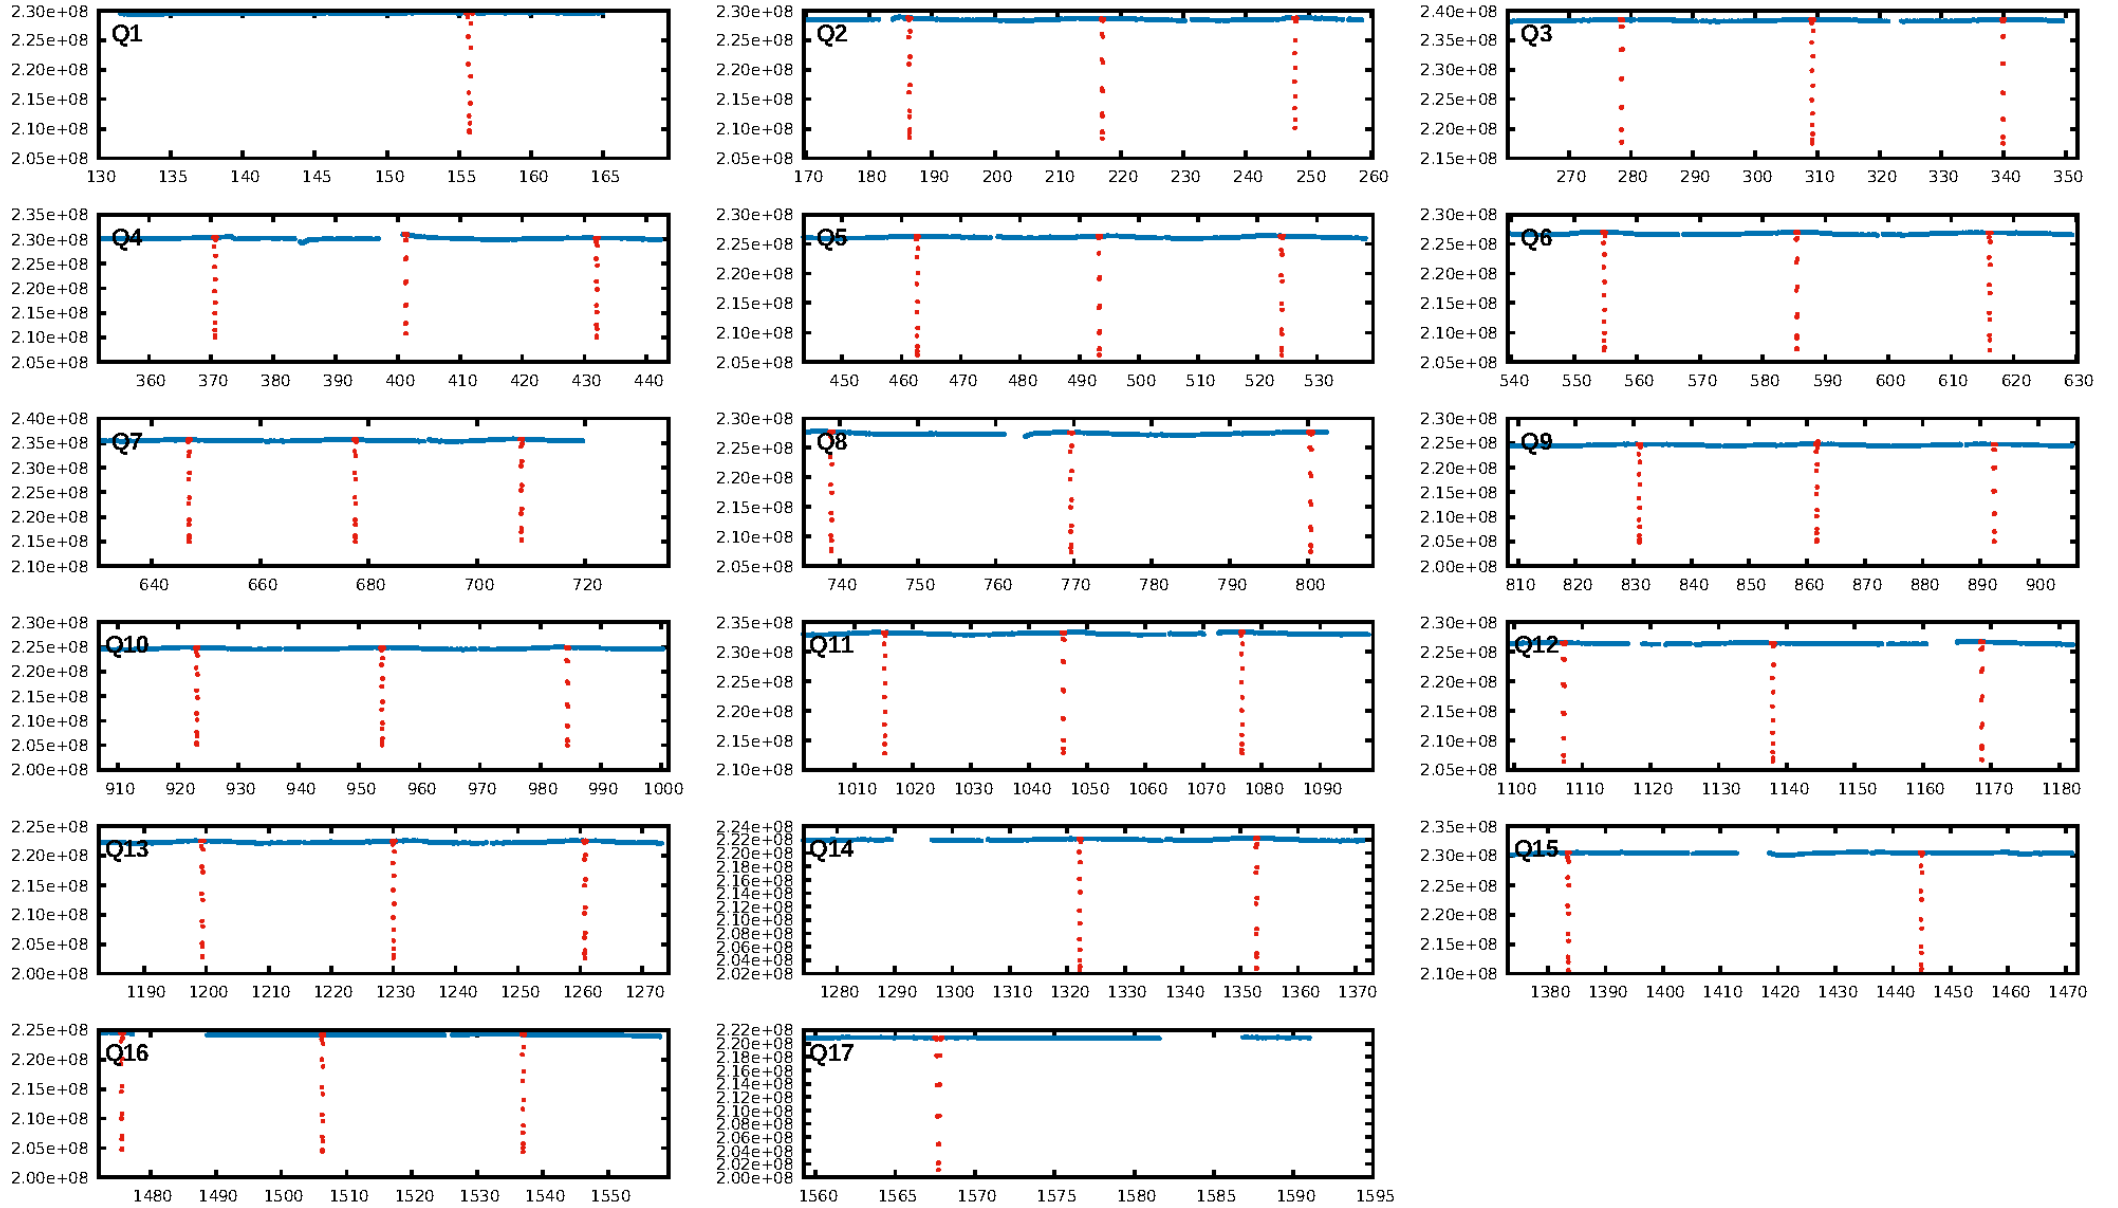 2.30e+08 2.25e+08 2.20e+08 2.15e+08 2.10e+08 2.05e+08
Q1
130 135 140 145 150 155 160 165
2.30e+08 2.25e+08 2.20e+08 2.15e+08 2.10e+08 2.05e+08
Q2
170 180 190 200 210 220 230 240 250 260
2.40e+08 2.35e+08 2.30e+08 2.25e+08 2.20e+08 2.15e+08
Q3
270 280 290 300 310 320 330 340 350
2.35e+08 2.30e+08 2.25e+08 2.20e+08 2.15e+08 2.10e+08 2.05e+08
Q4
360 370 380 390 400 410 420 430 440
2.30e+08 2.25e+08 2.20e+08 2.15e+08 2.10e+08 2.05e+08
Q5
450 460 470 480 490 500 510 520 530
2.30e+08 2.25e+08 2.20e+08 2.15e+08 2.10e+08 2.05e+08
Q6
540 550 560 570 580 590 600 610 620 630
2.40e+08 2.35e+08 2.30e+08 2.25e+08 2.20e+08 2.15e+08 2.10e+08
Q7
640 660 680 700 720
2.30e+08 2.25e+08 2.20e+08 2.15e+08 2.10e+08 2.05e+08
Q8
740 750 760 770 780 790 800
2.30e+08 2.25e+08 2.20e+08 2.15e+08 2.10e+08 2.05e+08 2.00e+08
Q9
810 820 830 840 850 860 870 880 890 900
2.30e+08 2.25e+08 2.20e+08 2.15e+08 2.10e+08 2.05e+08 2.00e+08
Q10
910 920 930 940 950 960 970 980 990 1000
2.35e+08 2.30e+08 2.25e+08 2.20e+08 2.15e+08 2.10e+08
Q11
1010 1020 1030 1040 1050 1060 1070 1080 1090
2.30e+08 2.25e+08 2.20e+08 2.15e+08 2.10e+08 2.05e+08
Q12
1100 1110 1120 1130 1140 1150 1160 1170 1180
2.25e+08 2.20e+08 2.15e+08 2.10e+08 2.05e+08 2.00e+08
Q13
1190 1200 1210 1220 1230 1240 1250 1260 1270
2.24e+08 2.22e+08 2.20e+08 2.18e+08 2.16e+08 2.14e+08 2.12e+08 2.10e+08 2.08e+08 2.06e+08 2.04e+08 2.02e+08
Q14
1280 1290 1300 1310 1320 1330 1340 1350 1360 1370
2.35e+08 2.30e+08 2.25e+08 2.20e+08 2.15e+08 2.10e+08
Q15
1380 1390 1400 1410 1420 1430 1440 1450 1460 1470
2.25e+08 2.20e+08 2.15e+08 2.10e+08 2.05e+08 2.00e+08
Q16
1480 1490 1500 1510 1520 1530 1540 1550
2.22e+08 2.20e+08 2.18e+08 2.16e+08 2.14e+08 2.12e+08 2.10e+08 2.08e+08 2.06e+08 2.04e+08 2.02e+08 2.00e+08
Q17
1560 1565 1570 1575 1580 1585 1590 1595